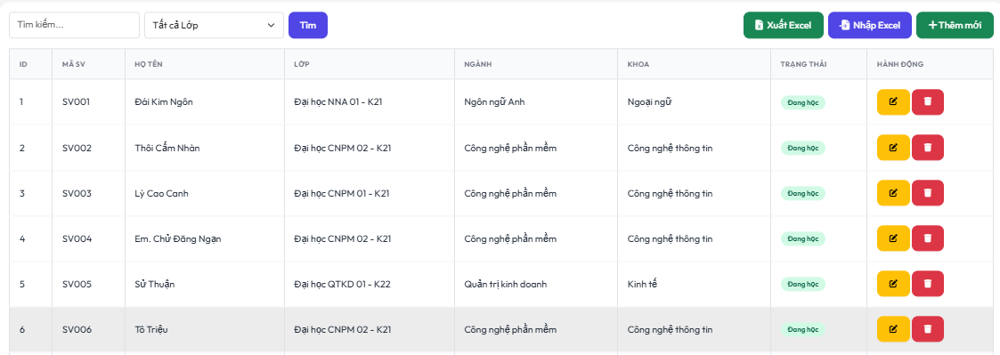 Tìm kiếm... Tất cả Lớp Tìm Xuất Excel Nhập Excel Thêm mới
ID MÃ SV HỌ TÊN LỚP NGÀNH KHOA TRẠNG THÁI HÀNH ĐỘNG
1 SV001 Đái Kim Ngôn Đại học NNA 01 - K21 Ngôn ngữ Anh Ngoại ngữ Đang học
2 SV002 Thôi Cẩm Nhàn Đại học CNPM 02 - K21 Công nghệ phần mềm Công nghệ thông tin Đang học
3 SV003 Lý Cao Canh Đại học CNPM 01 - K21 Công nghệ phần mềm Công nghệ thông tin Đang học
4 SV004 Em. Chử Đăng Ngạn Đại học CNPM 02 - K21 Công nghệ phần mềm Công nghệ thông tin Đang học
5 SV005 Sử Thuận Đại học QTKD 01 - K22 Quản trị kinh doanh Kinh tế Đang học
6 SV006 Tô Triệu Đại học CNPM 02 - K21 Công nghệ phần mềm Công nghệ thông tin Đang học